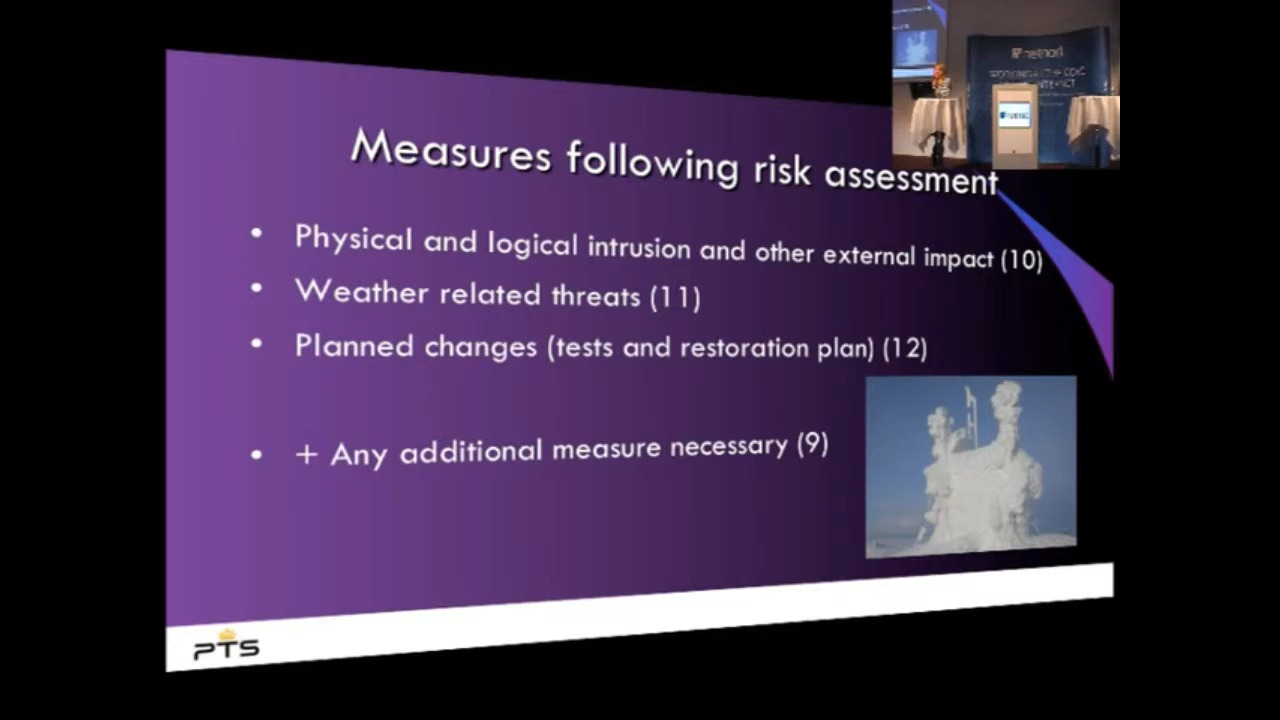 Measures following risk assessment
• Physical and logical intrusion and other external impact (10)
• Weather related threats (11)
• Planned changes (tests and restoration plan) (12)
• + Any additional measure necessary (9)
PTS
netnod